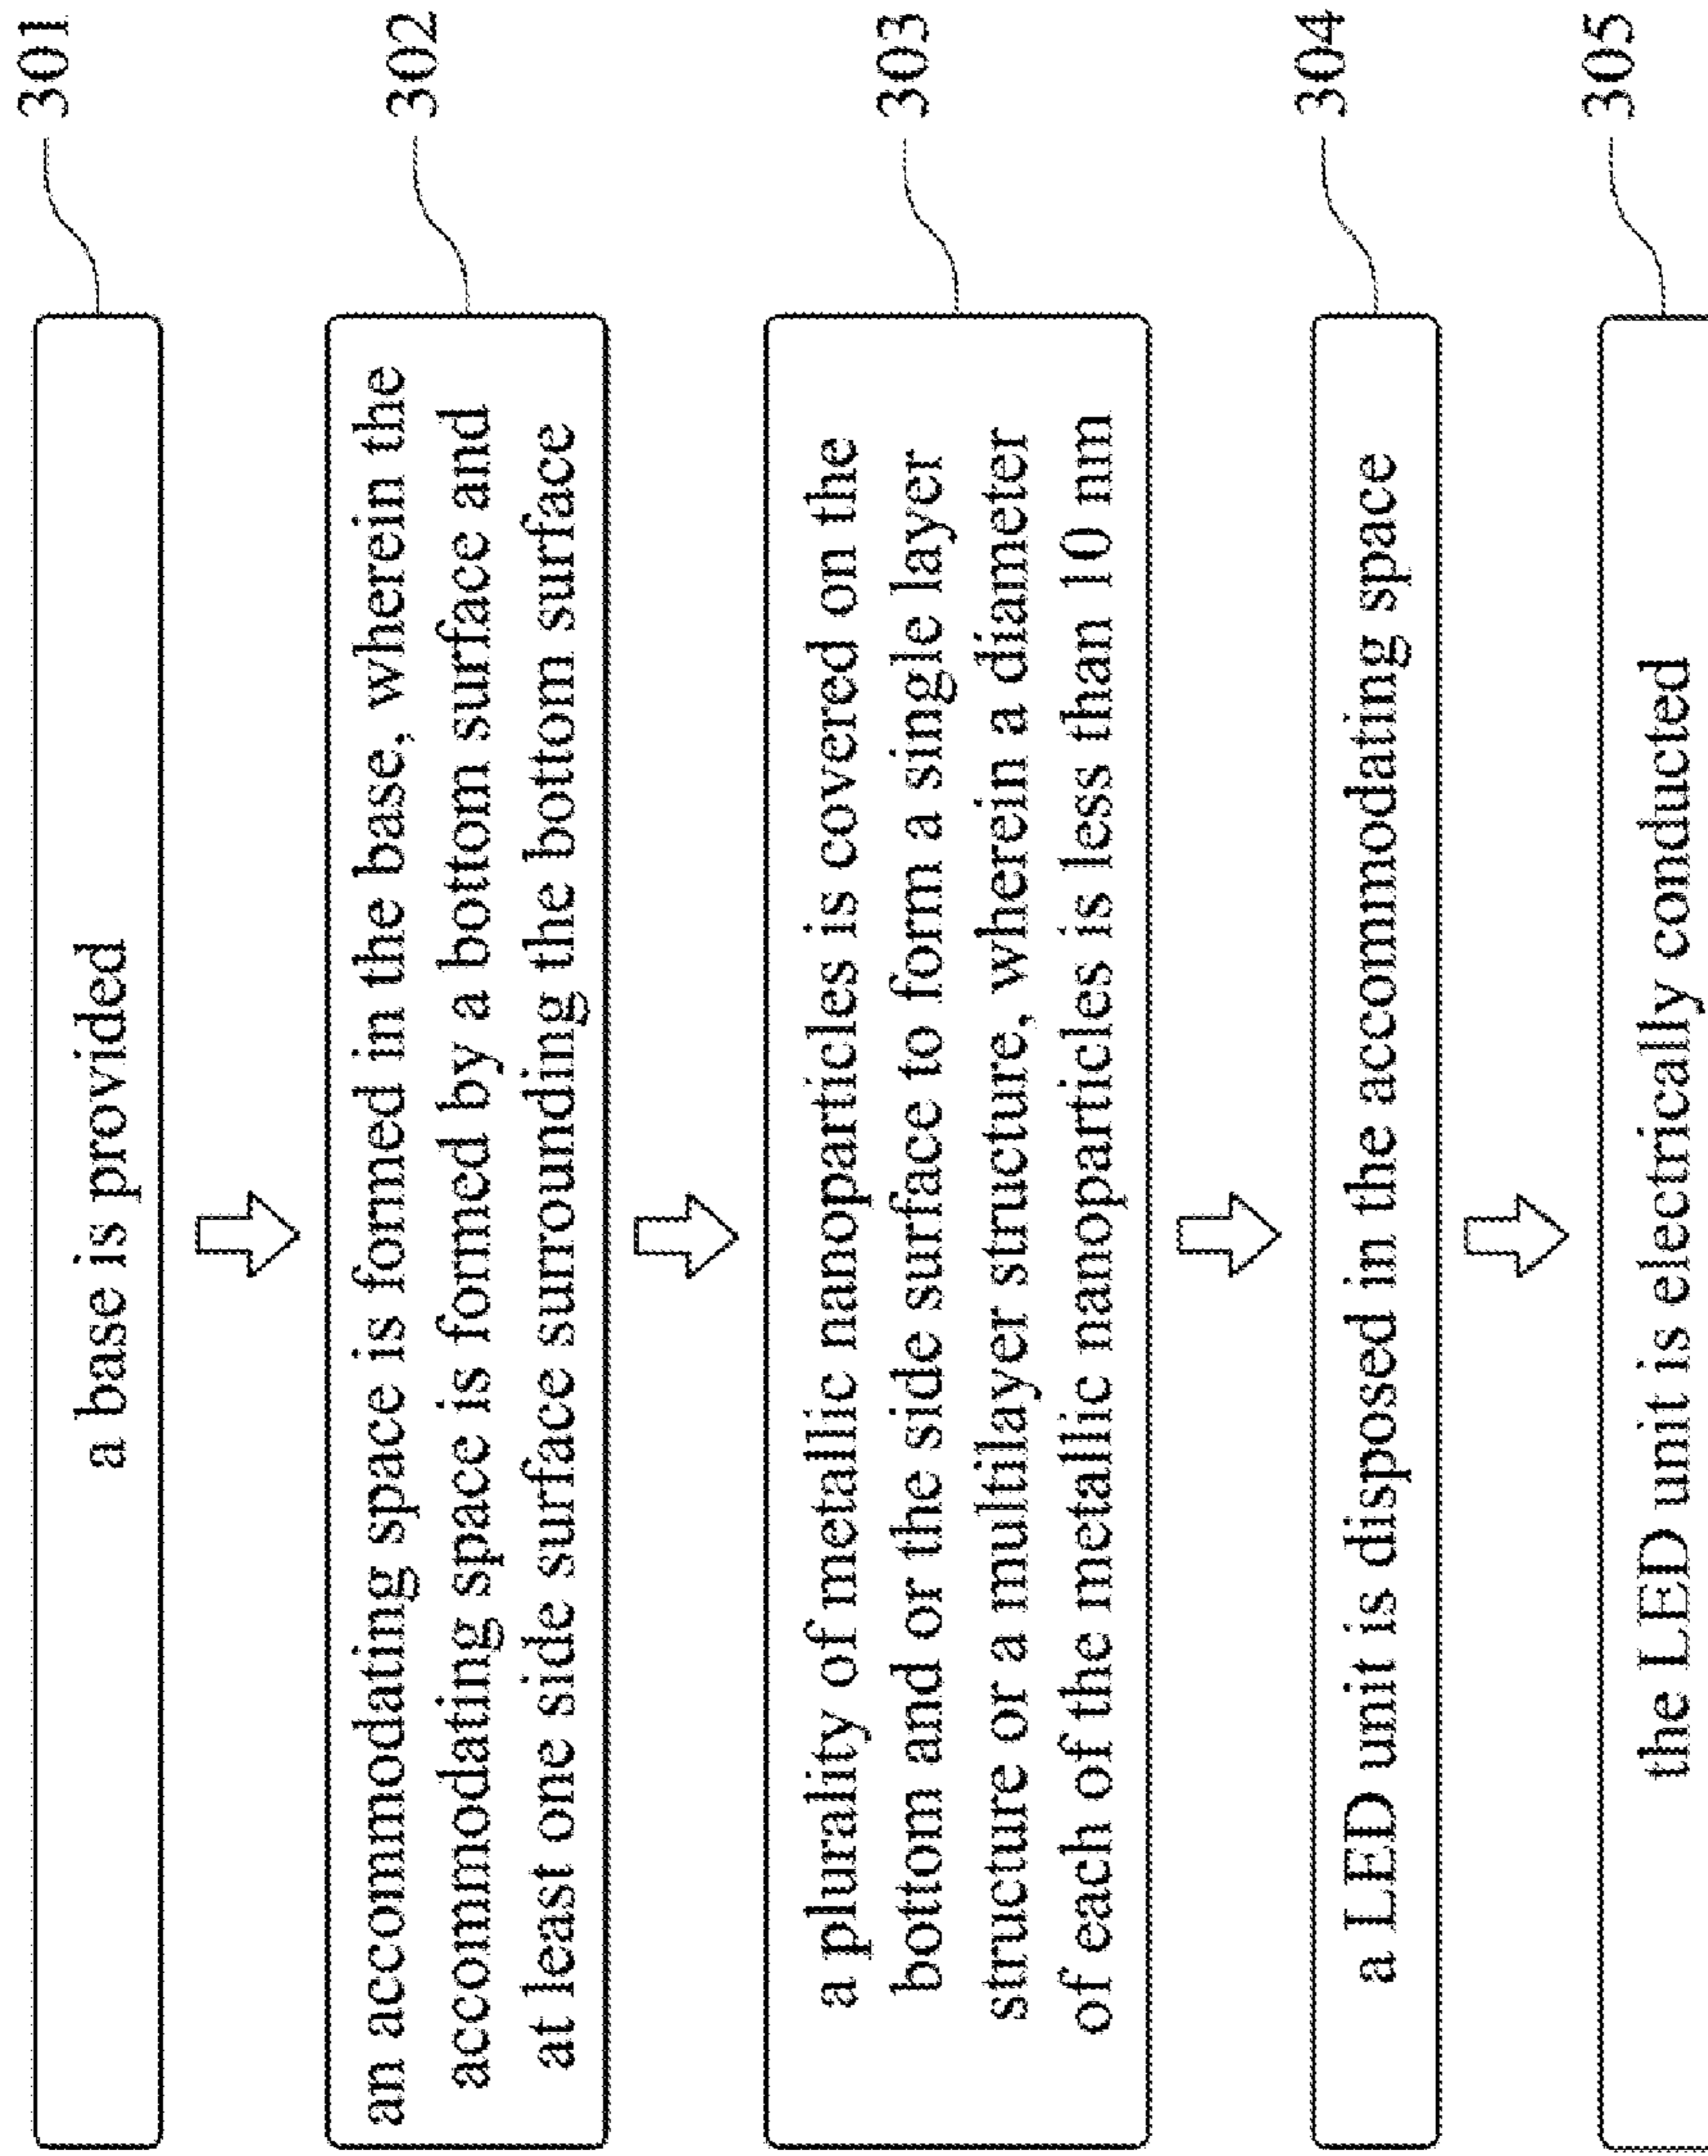 301
a base is provided
302
an accommodating space is formed in the base, wherein the
accommodating space is formed by a bottom surface and
at least one side surface surrounding the bottom surface
303
a plurality of metallic nanoparticles is covered on the
bottom and or the side surface to form a single layer
structure or a multilayer structure, wherein a diameter
of each of the metallic nanoparticles is less than 10 nm
304
a LED unit is disposed in the accommodating space
305
the LED unit is electrically conducted